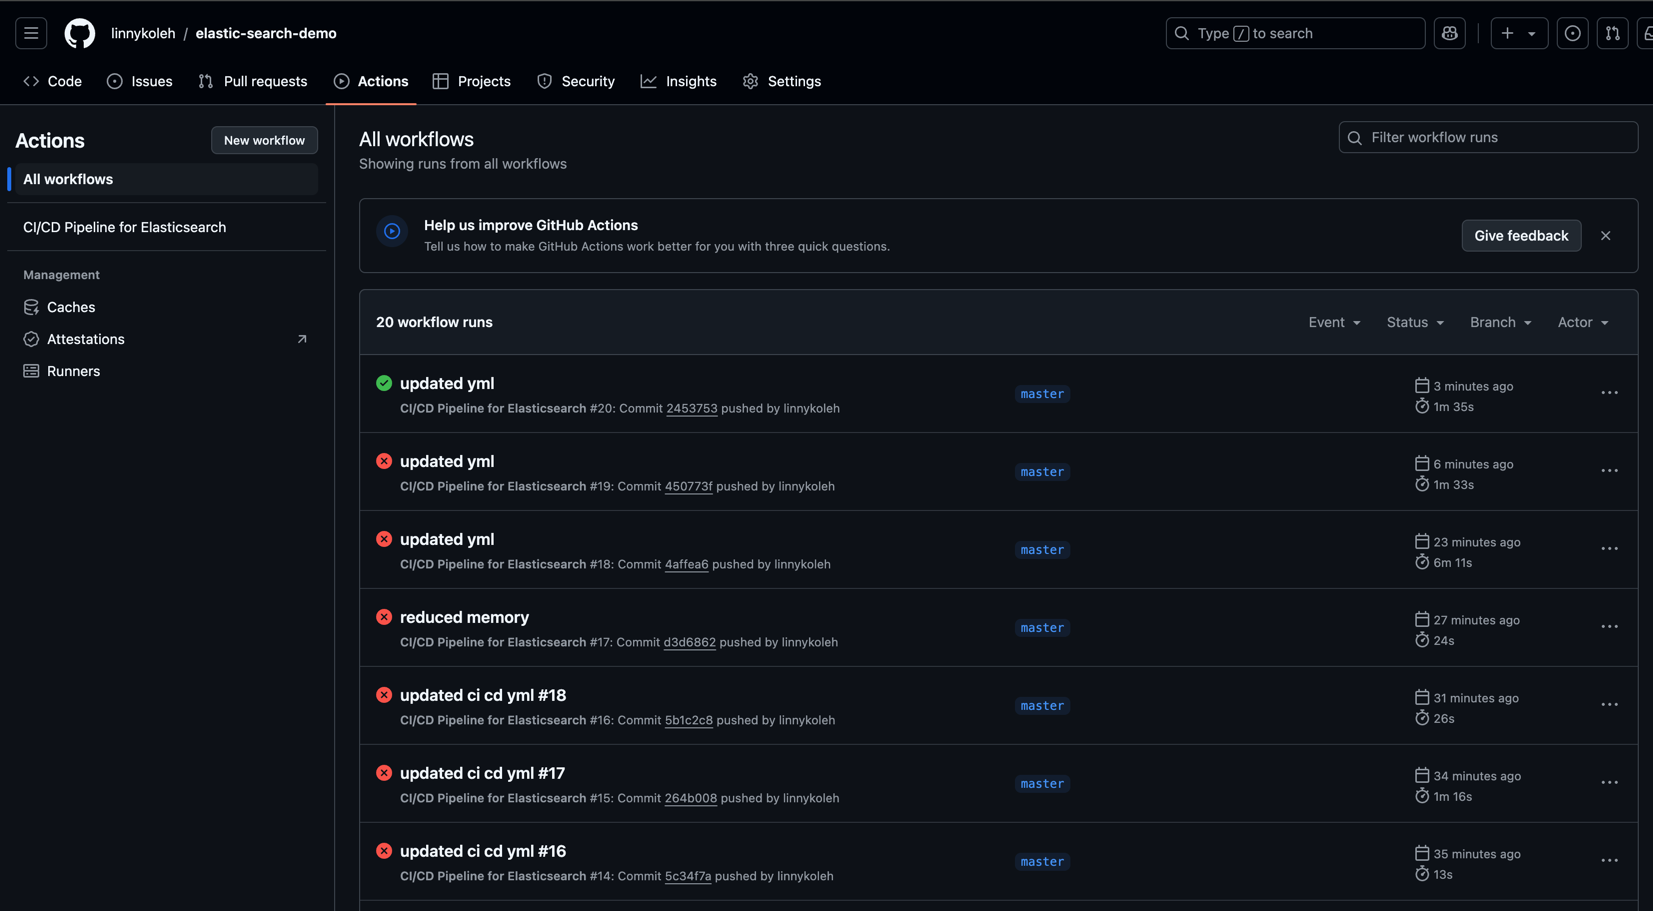 linnykoleh / elastic-search-demo
Type / to search
Code Issues Pull requests Actions Projects Security Insights Settings
Actions
New workflow
All workflows
CI/CD Pipeline for Elasticsearch
Management
Caches
Attestations
Runners
All workflows
Showing runs from all workflows
Filter workflow runs
Help us improve GitHub Actions
Tell us how to make GitHub Actions work better for you with three quick questions.
Give feedback
20 workflow runs
Event Status Branch Actor
updated yml
CI/CD Pipeline for Elasticsearch #20: Commit 2453753 pushed by linnykoleh
master
3 minutes ago
1m 35s
updated yml
CI/CD Pipeline for Elasticsearch #19: Commit 450773f pushed by linnykoleh
master
6 minutes ago
1m 33s
updated yml
CI/CD Pipeline for Elasticsearch #18: Commit 4affea6 pushed by linnykoleh
master
23 minutes ago
6m 11s
reduced memory
CI/CD Pipeline for Elasticsearch #17: Commit d3d6862 pushed by linnykoleh
master
27 minutes ago
24s
updated ci cd yml #18
CI/CD Pipeline for Elasticsearch #16: Commit 5b1c2c8 pushed by linnykoleh
master
31 minutes ago
26s
updated ci cd yml #17
CI/CD Pipeline for Elasticsearch #15: Commit 264b008 pushed by linnykoleh
master
34 minutes ago
1m 16s
updated ci cd yml #16
CI/CD Pipeline for Elasticsearch #14: Commit 5c34f7a pushed by linnykoleh
master
35 minutes ago
13s